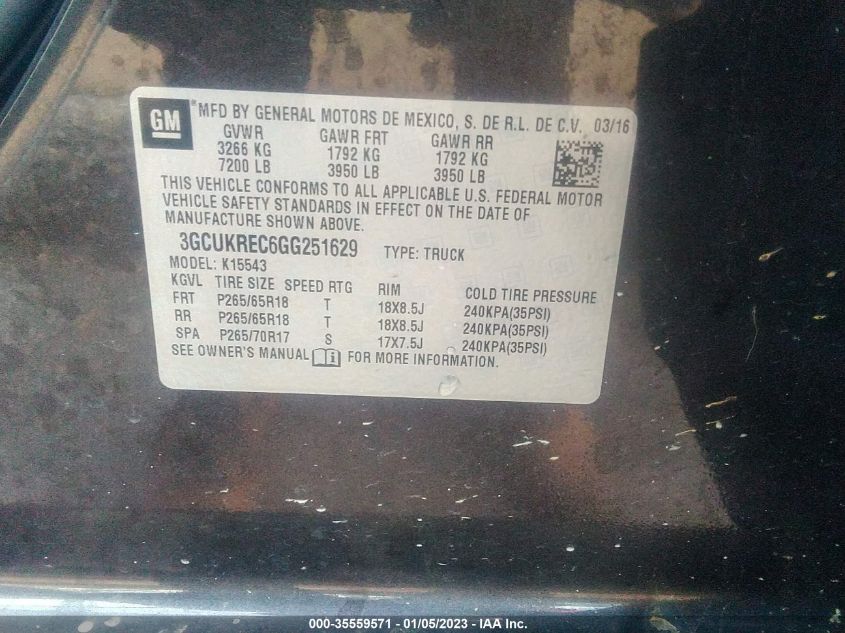 GM ® MFD BY GENERAL MOTORS DE MEXICO, S. DE R.L. DE C.V. 03/16
GVWR GAWR FRT GAWR RR
3266 KG 1792 KG 1792 KG
7200 LB 3950 LB 3950 LB
THIS VEHICLE CONFORMS TO ALL APPLICABLE U.S. FEDERAL MOTOR
VEHICLE SAFETY STANDARDS IN EFFECT ON THE DATE OF
MANUFACTURE SHOWN ABOVE.
3GCUKREC6GG251629 TYPE: TRUCK
MODEL: K15543
KGVL TIRE SIZE SPEED RTG RIM COLD TIRE PRESSURE
FRT P265/65R18 T 18X8.5J 240KPA(35PSI)
RR P265/65R18 T 18X8.5J 240KPA(35PSI)
SPA P265/70R17 S 17X7.5J 240KPA(35PSI)
SEE OWNER'S MANUAL FOR MORE INFORMATION.
000-35559571 - 01/05/2023 - IAA Inc.